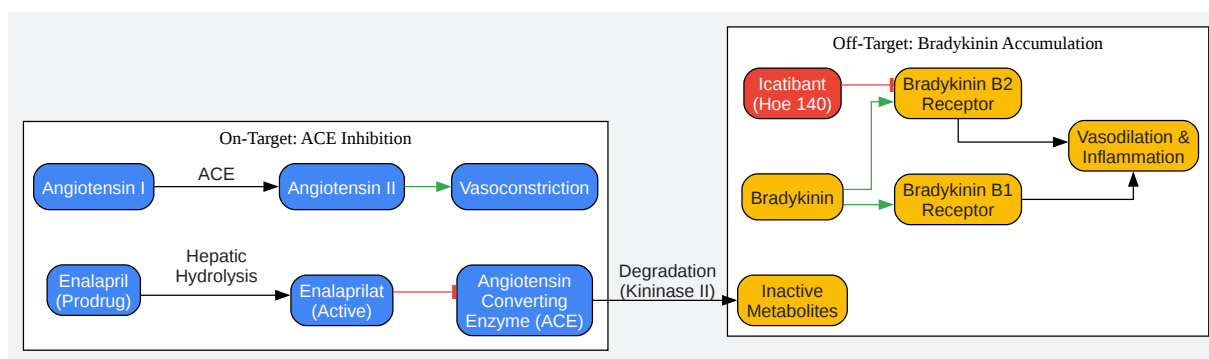 Off-Target: Bradykinin Accumulation
Icatibant
(Hoe 140)
Bradykinin B2
Receptor
Vasodilation &
Inflammation
Bradykinin
Bradykinin B1
Receptor
Inactive
Metabolites
On-Target: ACE Inhibition
Angiotensin I
ACE
Angiotensin II
Vasoconstriction
Enalapril
(Prodrug)
Hepatic
Hydrolysis
Enalaprilat
(Active)
Angiotensin
Converting
Enzyme (ACE)
Degradation
(Kininase II)